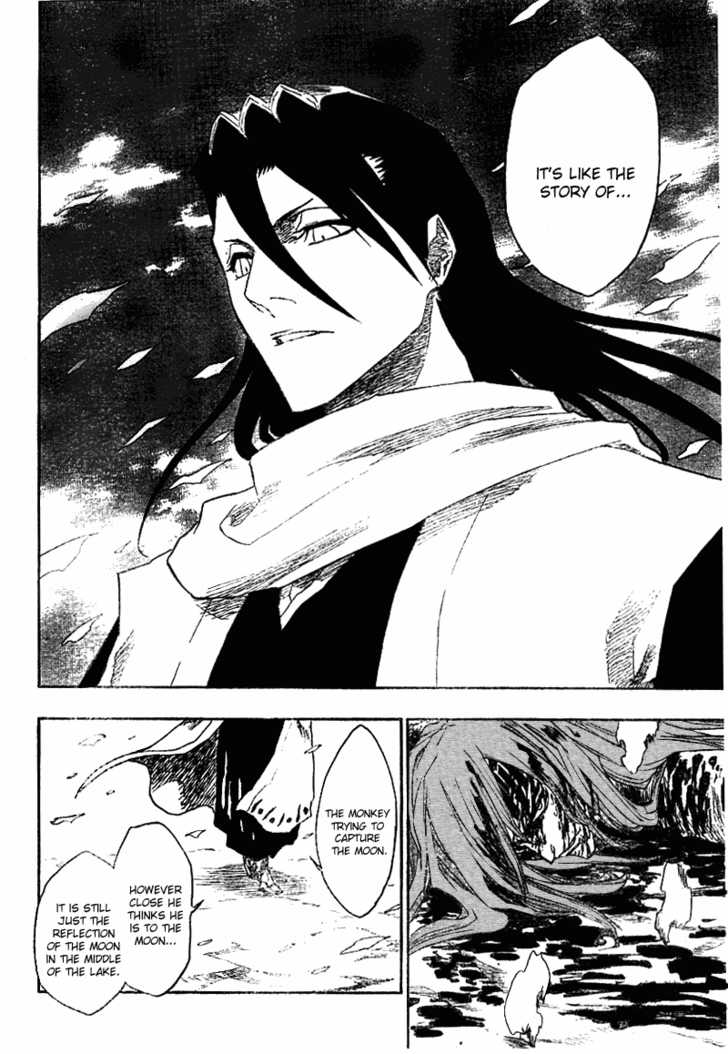 IT'S LIKE THE
STORY OF...
THE MONKEY
TRYING TO
CAPTURE
THE MOON.
HOWEVER
CLOSE HE
THINKS HE
IS TO THE
MOON...
IT IS STILL
JUST THE
REFLECTION
OF THE MOON
IN THE MIDDLE
OF THE LAKE.